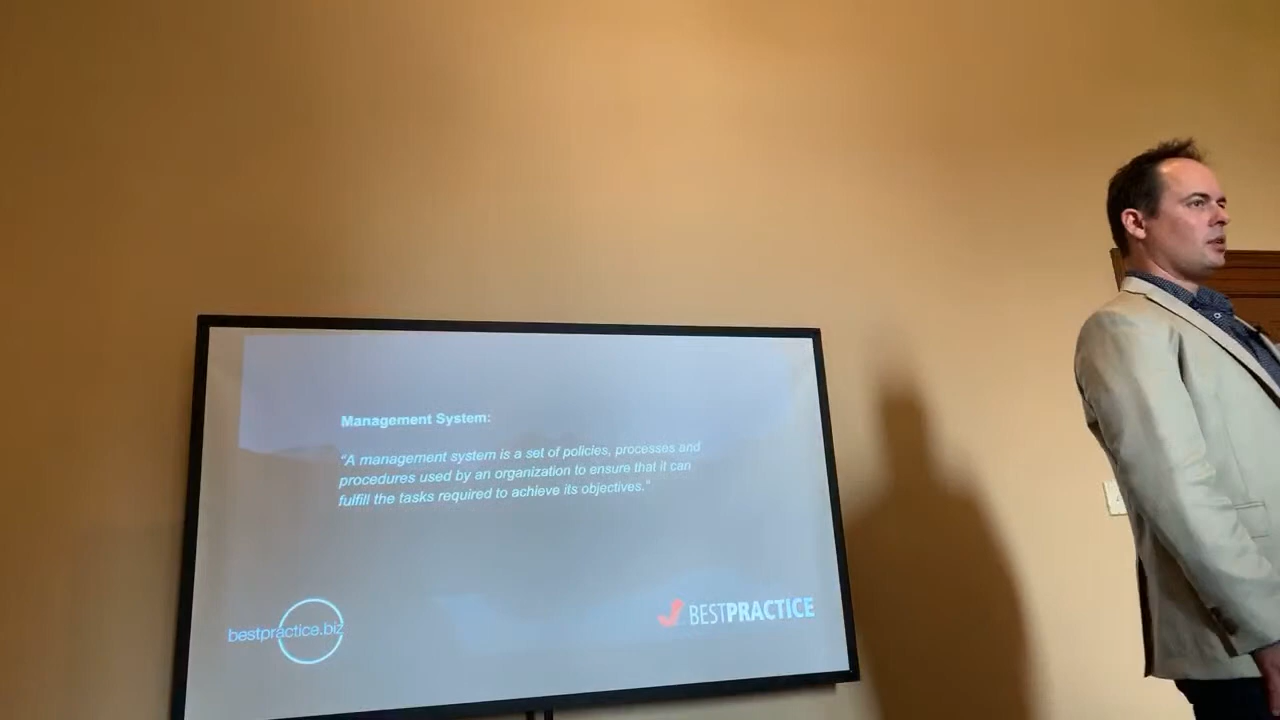 Management System:
"A management system is a set of policies, processes and
procedures used by an organization to ensure that it can
fulfill the tasks required to achieve its objectives."
bestpractice.biz
BESTPRACTICE